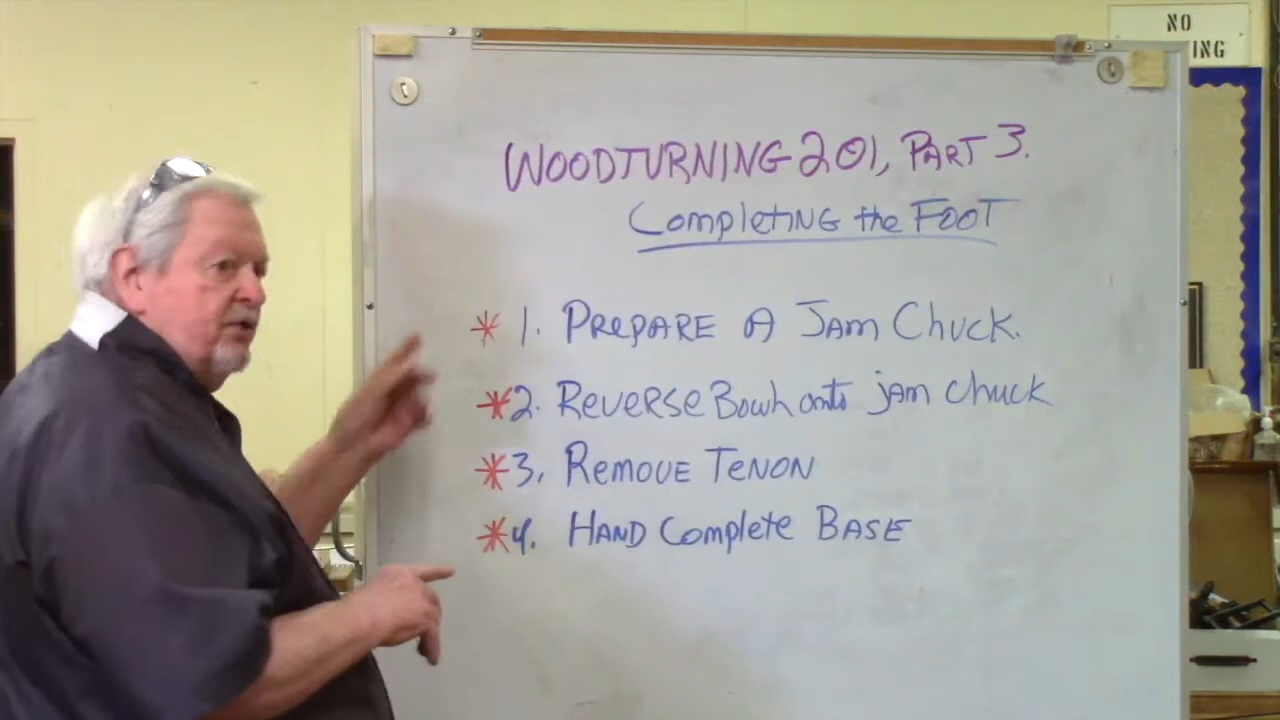 NO
ING
WOODTURNING 201, PART 3.
Completing the Foot
* 1. Prepare A Jam Chuck.
* 2. Reverse Bowl onto jam chuck
* 3. Remove Tenon
* 4. Hand Complete Base